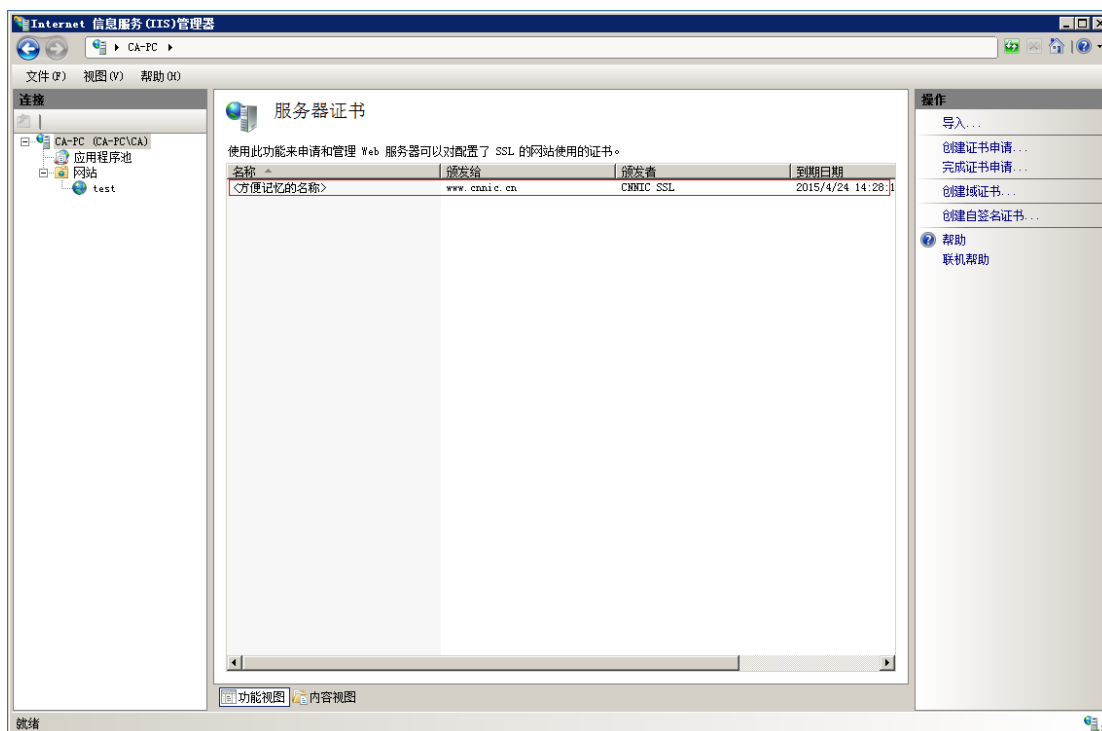 Internet 信息服务(IIS)管理器
CA-PC
文件(F) 视图(V) 帮助(H)
连接
CA-PC (CA-PC\CA)
应用程序池
网站
test
服务器证书
使用此功能来申请和管理 Web 服务器可以对配置了 SSL 的网站使用的证书。
名称 颁发给 颁发者 到期日期
<方便记忆的名称> www.cnnic.cn CNNIC SSL 2015/4/24 14:28:1
功能视图 内容视图
操作
导入...
创建证书申请...
完成证书申请...
创建域证书...
创建自签名证书...
帮助
联机帮助
就绪